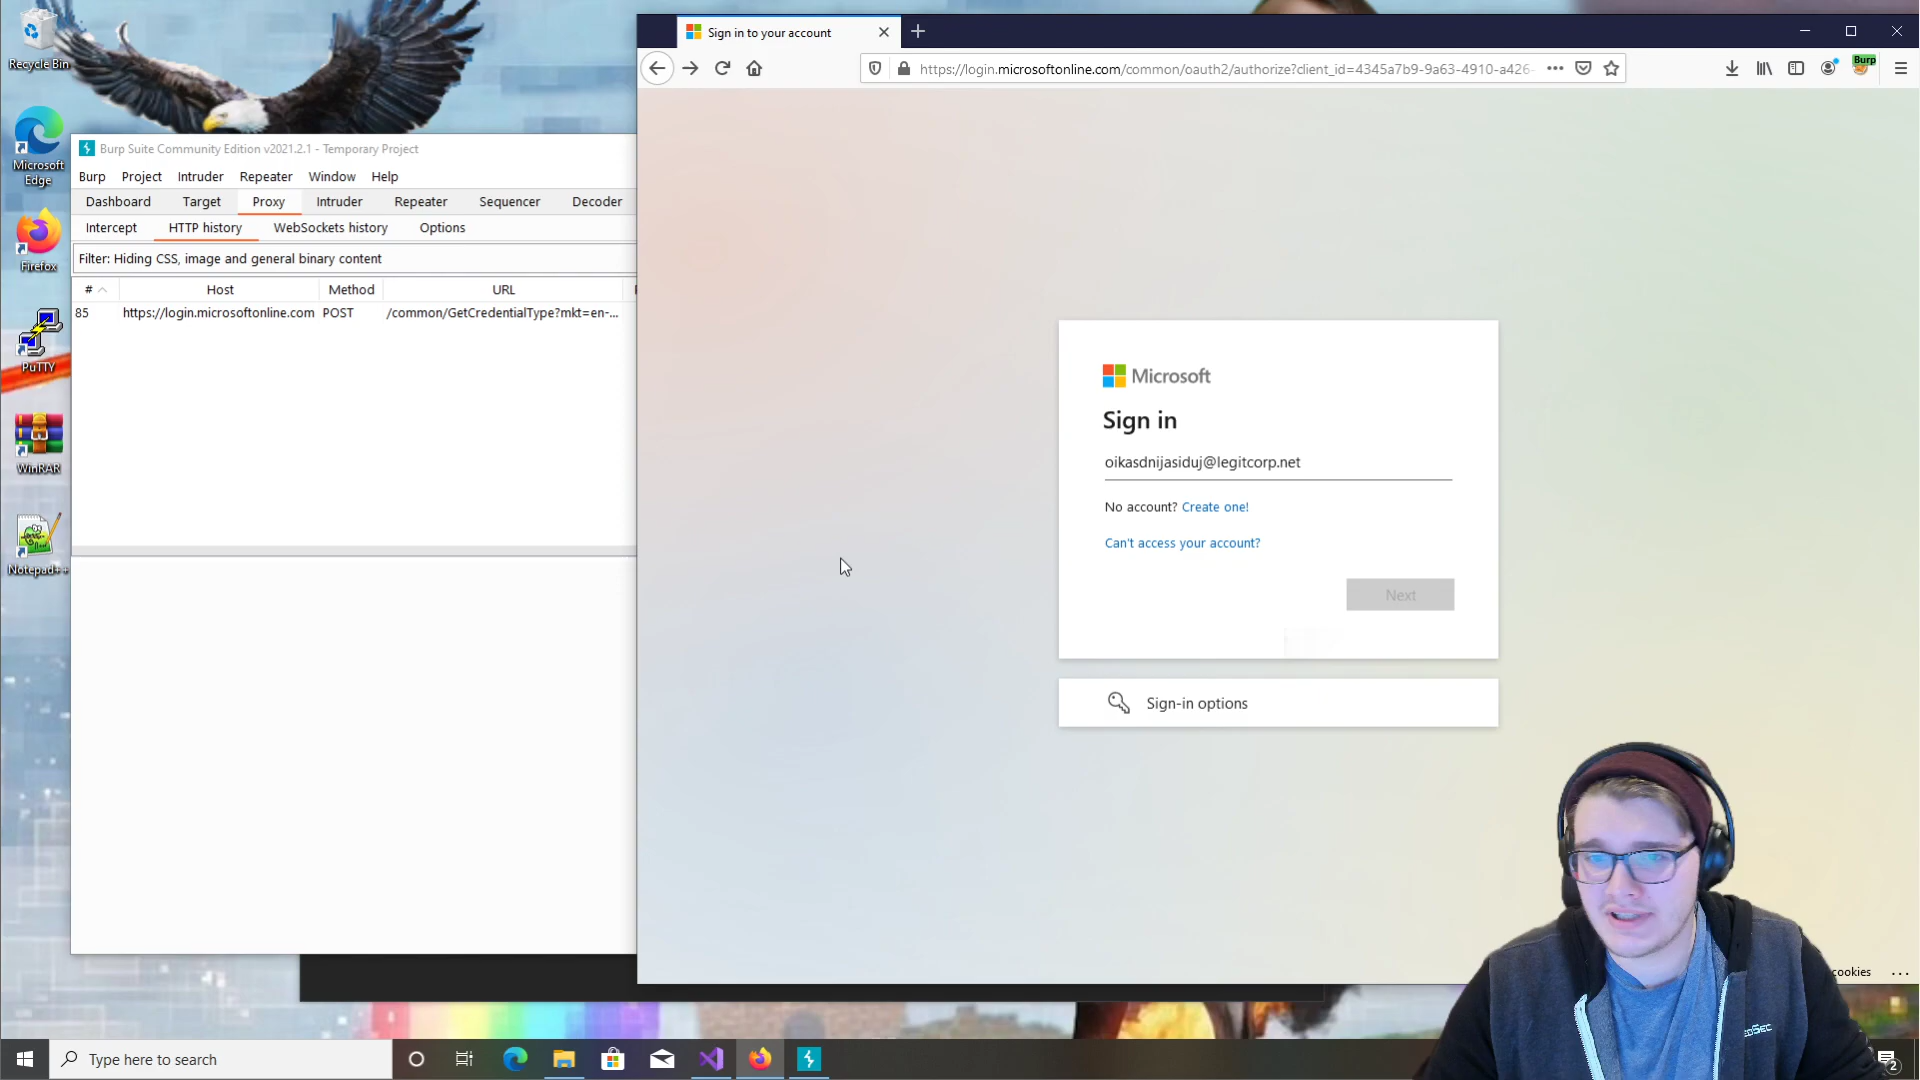 Recycle Bin
Microsoft Edge
Firefox
PuTTY
WinRAR
Notepad++
Burp Suite Community Edition v2021.2.1 - Temporary Project
Burp Project Intruder Repeater Window Help
Dashboard Target Proxy Intruder Repeater Sequencer Decoder
Intercept HTTP history WebSockets history Options
Filter: Hiding CSS, image and general binary content
# Host Method URL
85 https://login.microsoftonline.com POST /common/GetCredentialType?mkt=en-...
Sign in to your account
https://login.microsoftonline.com/common/oauth2/authorize?client_id=4345a7b9-9a63-4910-a426-
Burp
Microsoft
Sign in
oikasdnijasiduj@legitcorp.net
No account? Create one!
Can't access your account?
Next
Sign-in options
cookies ...
Type here to search
2